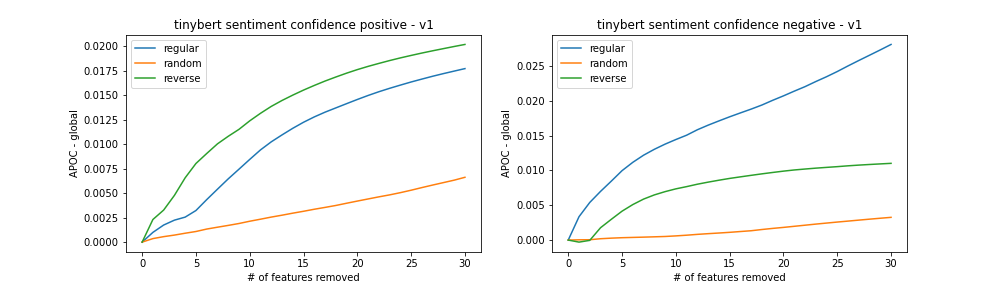 tinybert sentiment confidence positive - v1
regular
random
reverse
APOC - global
0.0200
0.0175
0.0150
0.0125
0.0100
0.0075
0.0050
0.0025
0.0000
0 5 10 15 20 25 30
# of features removed
tinybert sentiment confidence negative - v1
regular
random
reverse
APOC - global
0.025
0.020
0.015
0.010
0.005
0.000
0 5 10 15 20 25 30
# of features removed